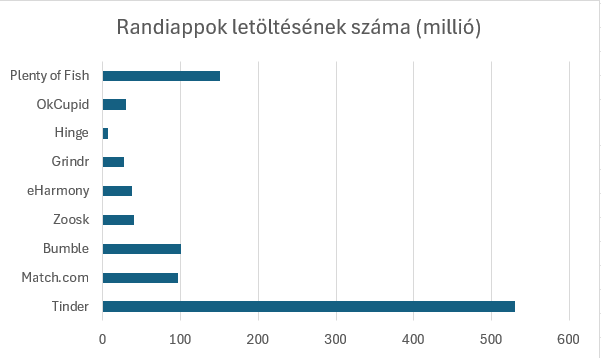 Randiappok letöltésének száma (millió)
Plenty of Fish
OkCupid
Hinge
Grindr
eHarmony
Zoosk
Bumble
Match.com
Tinder
0 100 200 300 400 500 600